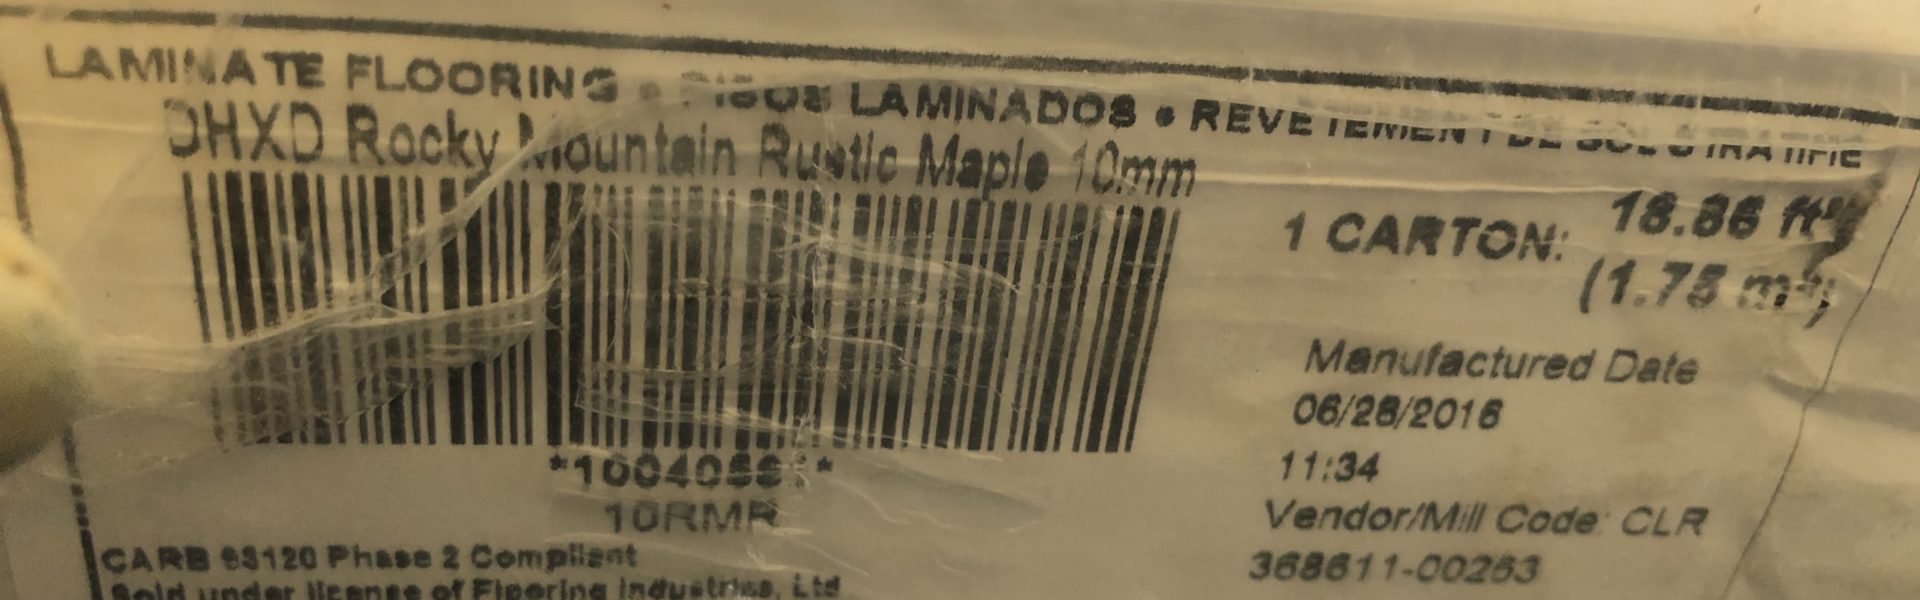 LAMINATE FLOORING • PISOS LAMINADOS • REVETEMENT DE SOL STRATIFIE
DHXD Rocky Mountain Rustic Maple 10mm
1 CARTON: 18.86 ft²
(1.75 m²)
Manufactured Date
06/28/2016
11:34
Vendor/Mill Code: CLR
368611-00263
10RMR
CARB 93120 Phase 2 Compliant
Sold under license of Flooring Industries, Ltd